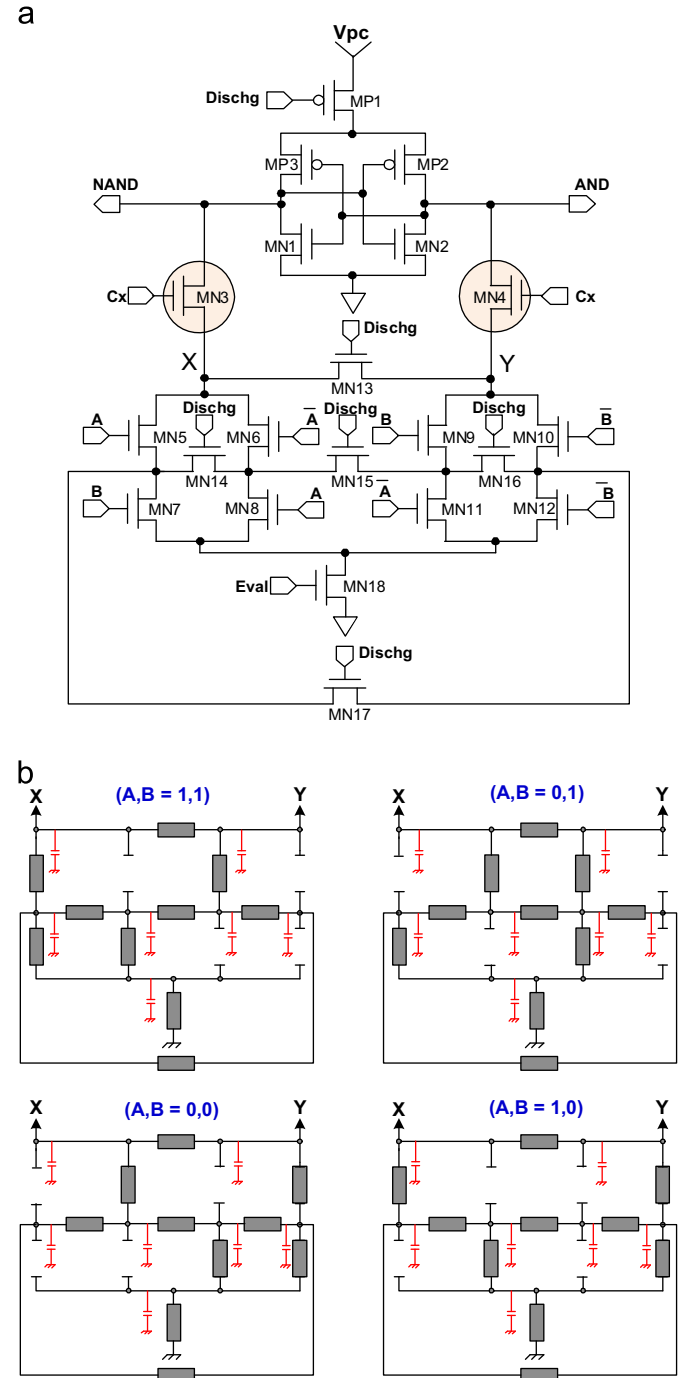 a
Vpc
Dischg
MP1
MP3
MP2
NAND
AND
MN1
MN2
Cx
MN3
MN4
Cx
Dischg
X
Y
MN13
A
Dischg
A̅
Dischg
B
Dischg
B̅
MN5
MN6
MN9
MN10
MN14
MN15
MN16
B
MN7
MN8
A
A̅
MN11
MN12
B̅
Eval
MN18
Dischg
MN17
b
X
(A,B = 1,1)
Y
X
(A,B = 0,1)
Y
X
(A,B = 0,0)
Y
X
(A,B = 1,0)
Y